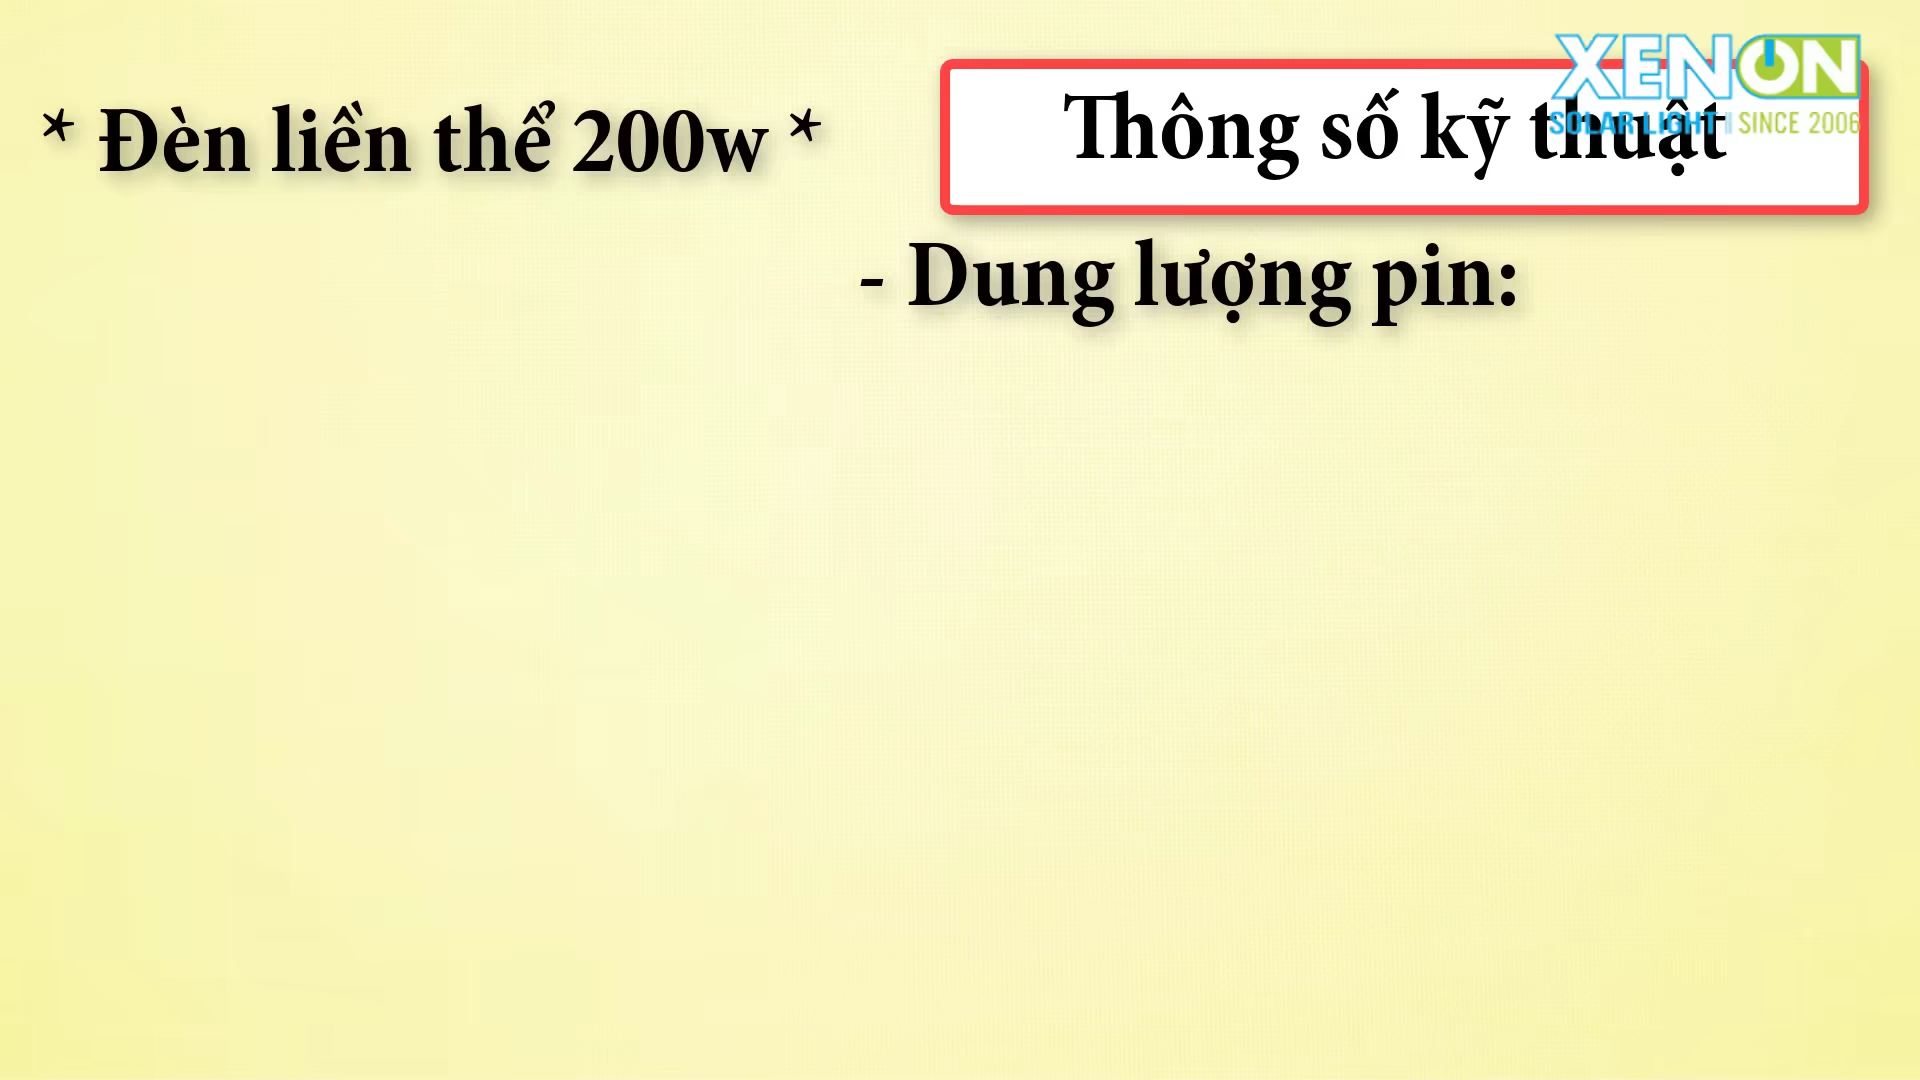 * Đèn liền thể 200w *
XENON
SOLAR LIGHT | SINCE 2006
Thông số kỹ thuật
- Dung lượng pin: